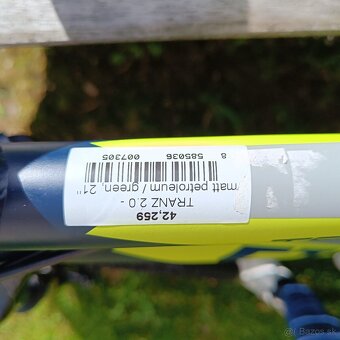 42,259
TRANZ 2.0 -
matt petroleum / green, 21"
8 585036 007305
© Bazos.sk